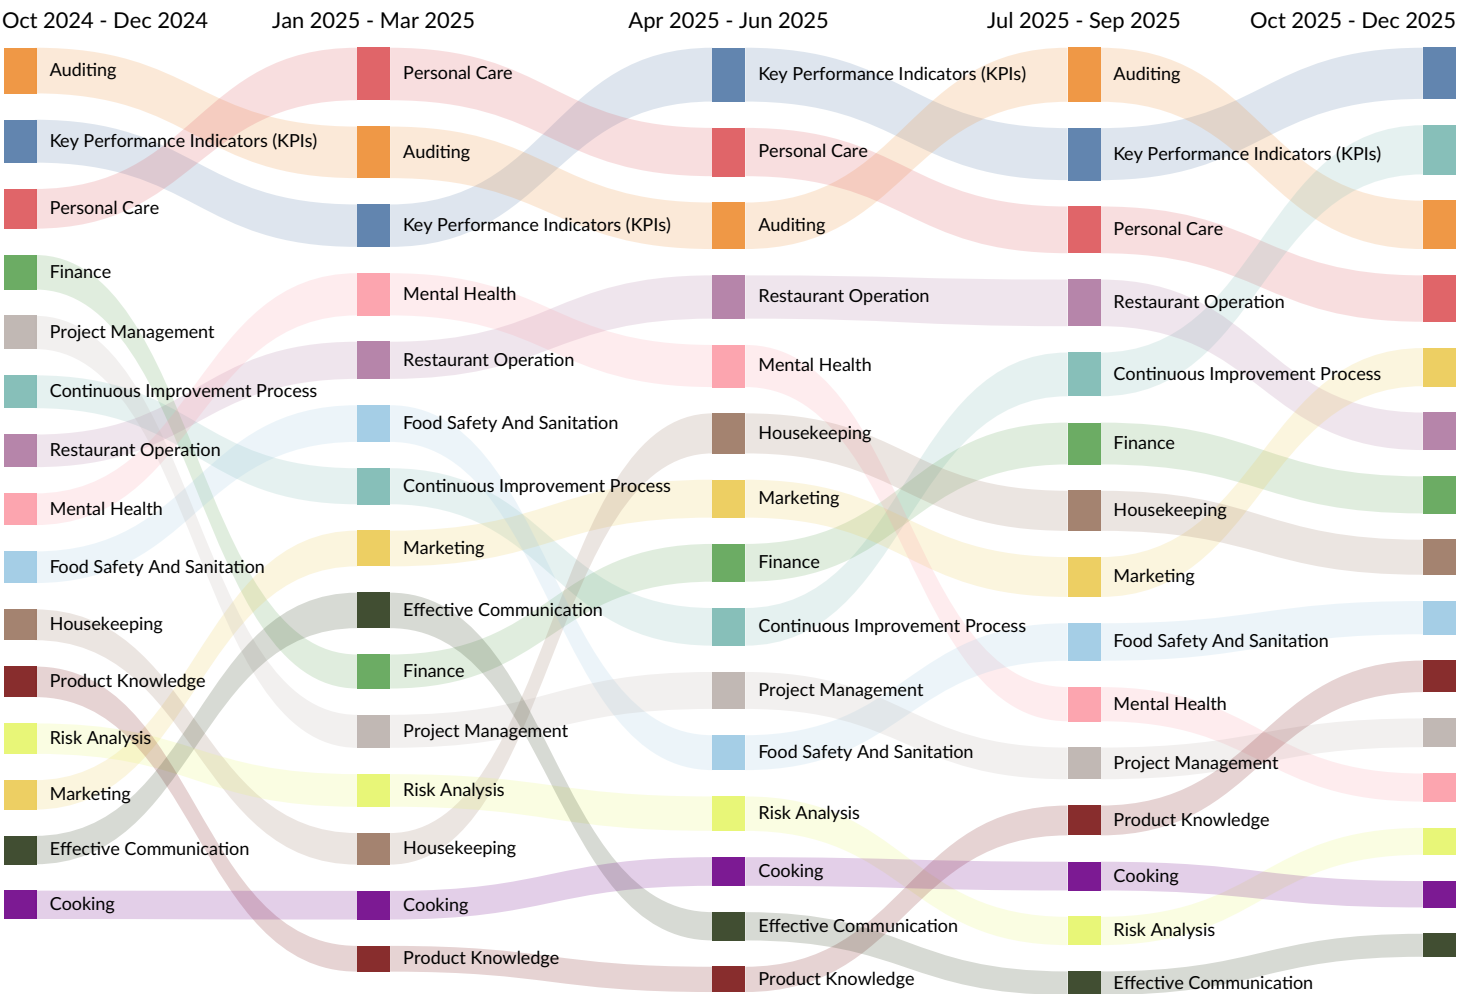 Oct 2024 - Dec 2024
Jan 2025 - Mar 2025
Apr 2025 - Jun 2025
Jul 2025 - Sep 2025
Oct 2025 - Dec 2025
Auditing
Key Performance Indicators (KPIs)
Personal Care
Finance
Project Management
Continuous Improvement Process
Restaurant Operation
Mental Health
Food Safety And Sanitation
Housekeeping
Product Knowledge
Risk Analysis
Marketing
Effective Communication
Cooking
Personal Care
Auditing
Key Performance Indicators (KPIs)
Mental Health
Restaurant Operation
Food Safety And Sanitation
Continuous Improvement Process
Marketing
Effective Communication
Finance
Project Management
Risk Analysis
Housekeeping
Cooking
Product Knowledge
Key Performance Indicators (KPIs)
Personal Care
Auditing
Restaurant Operation
Mental Health
Housekeeping
Marketing
Finance
Continuous Improvement Process
Project Management
Food Safety And Sanitation
Risk Analysis
Cooking
Effective Communication
Product Knowledge
Auditing
Key Performance Indicators (KPIs)
Personal Care
Restaurant Operation
Continuous Improvement Process
Finance
Housekeeping
Marketing
Food Safety And Sanitation
Mental Health
Project Management
Product Knowledge
Cooking
Risk Analysis
Effective Communication